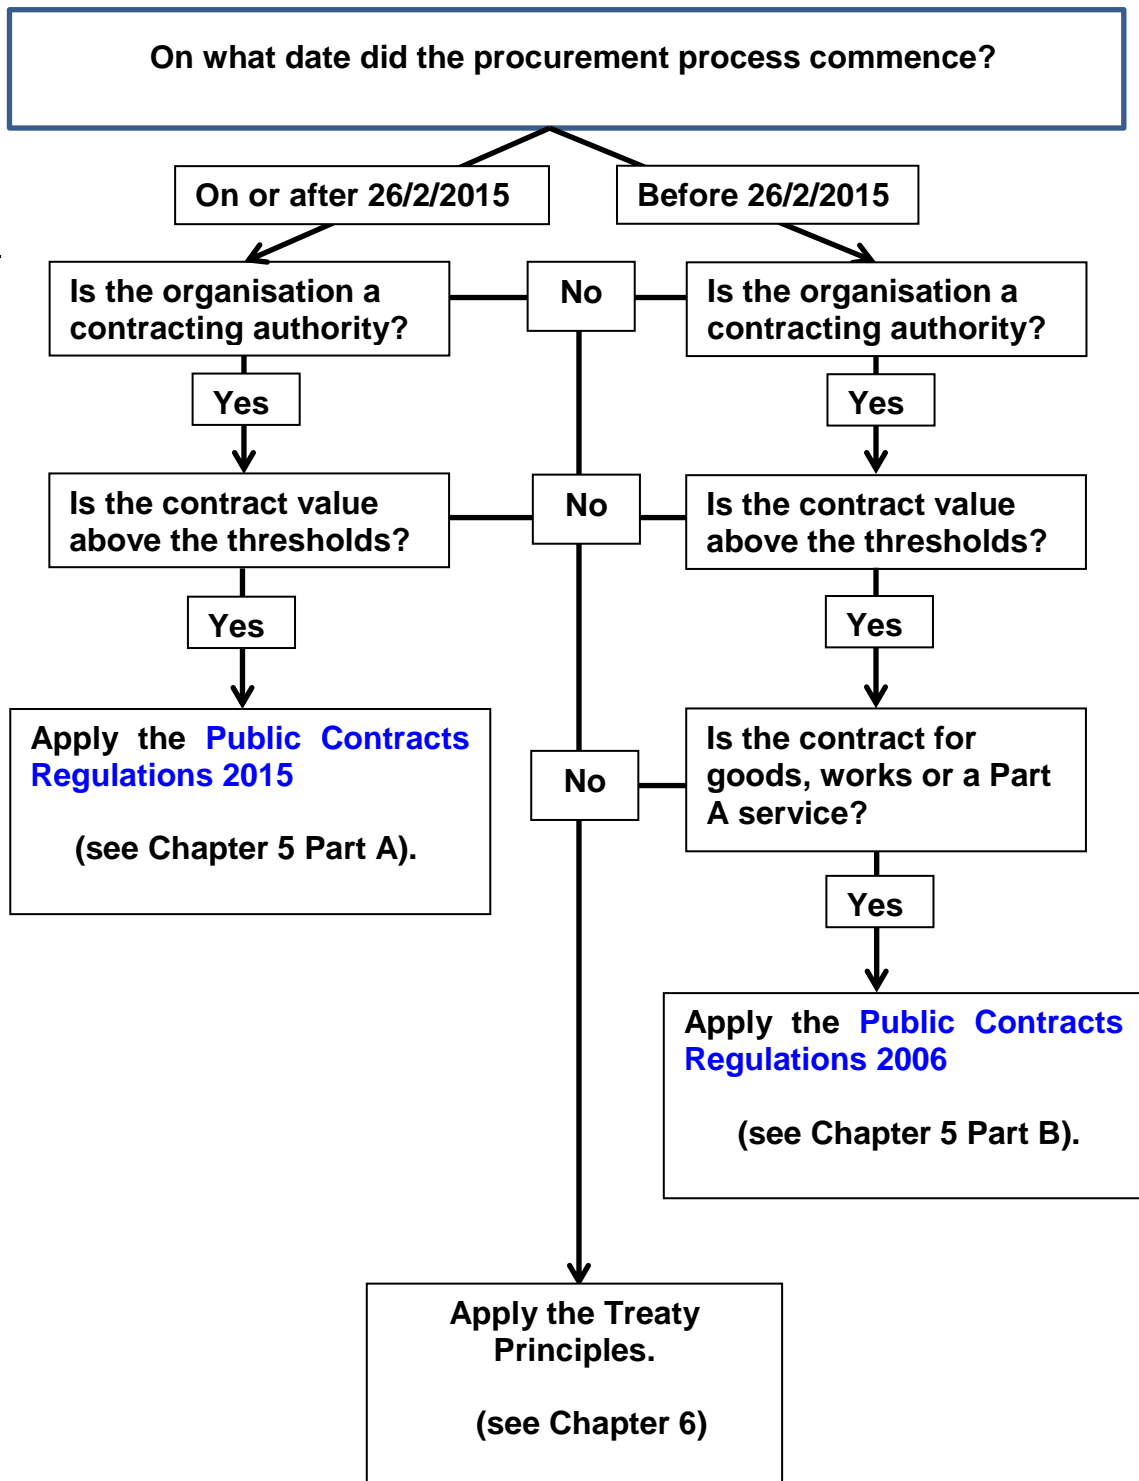 On what date did the procurement process commence?
On or after 26/2/2015
Before 26/2/2015
Is the organisation a
contracting authority?
No
Is the organisation a
contracting authority?
Yes
Yes
Is the contract value
above the thresholds?
No
Is the contract value
above the thresholds?
Yes
Yes
Apply the Public Contracts
Regulations 2015
(see Chapter 5 Part A).
No
Is the contract for
goods, works or a Part
A service?
Yes
Apply the Public Contracts
Regulations 2006
(see Chapter 5 Part B).
Apply the Treaty
Principles.
(see Chapter 6)